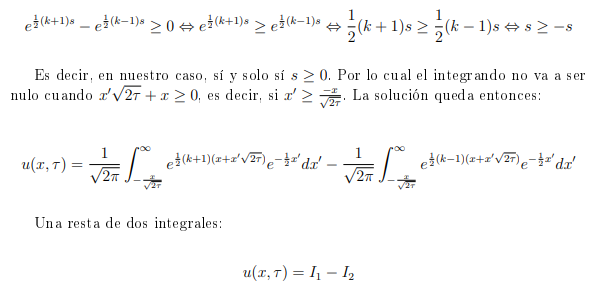 $e^{\frac{1}{2}(k+1)s} - e^{\frac{1}{2}(k-1)s} \geq 0 \Leftrightarrow e^{\frac{1}{2}(k+1)s} \geq e^{\frac{1}{2}(k-1)s} \Leftrightarrow \frac{1}{2}(k+1)s \geq \frac{1}{2}(k-1)s \Leftrightarrow s \geq -s$
Es decir, en nuestro caso, sí y solo sí $s \geq 0$. Por lo cual el integrando no va a ser
nulo cuando $x'\sqrt{2\tau} + x \geq 0$, es decir, si $x' \geq \frac{-x}{\sqrt{2\tau}}$. La solución queda entonces:
$u(x,\tau) = \frac{1}{\sqrt{2\pi}} \int_{-\frac{x}{\sqrt{2\tau}}}^{\infty} e^{\frac{1}{2}(k+1)(x+x'\sqrt{2\tau})} e^{-\frac{1}{2}x'} dx' - \frac{1}{\sqrt{2\pi}} \int_{-\frac{x}{\sqrt{2\tau}}}^{\infty} e^{\frac{1}{2}(k-1)(x+x'\sqrt{2\tau})} e^{-\frac{1}{2}x'} dx'$
Una resta de dos integrales:
$u(x,\tau) = I_1 - I_2$